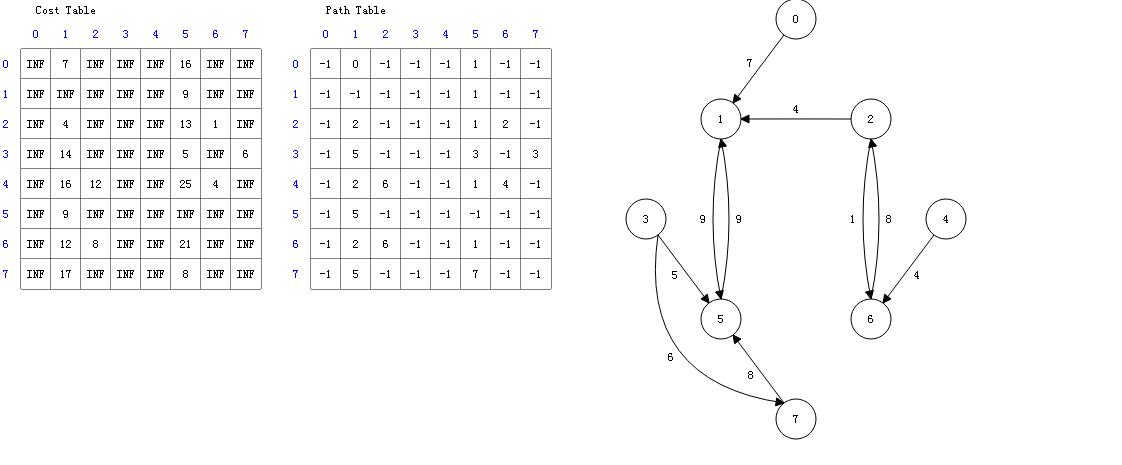 Cost Table
0 1 2 3 4 5 6 7
0 INF 7 INF INF INF 16 INF INF
1 INF INF INF INF INF 9 INF INF
2 INF 4 INF INF INF 13 1 INF
3 INF 14 INF INF INF 5 INF 6
4 INF 16 12 INF INF 25 4 INF
5 INF 9 INF INF INF INF INF INF
6 INF 12 8 INF INF 21 INF INF
7 INF 17 INF INF INF 8 INF INF
Path Table
0 1 2 3 4 5 6 7
0 -1 0 -1 -1 -1 1 -1 -1
1 -1 -1 -1 -1 -1 1 -1 -1
2 -1 2 -1 -1 -1 1 2 -1
3 -1 5 -1 -1 -1 3 -1 3
4 -1 2 6 -1 -1 1 4 -1
5 -1 5 -1 -1 -1 -1 -1 -1
6 -1 2 6 -1 -1 1 -1 -1
7 -1 5 -1 -1 -1 7 -1 -1
0
7
4
1 2
3 9 9 1 8 4
5 4
5 6
6
8
7